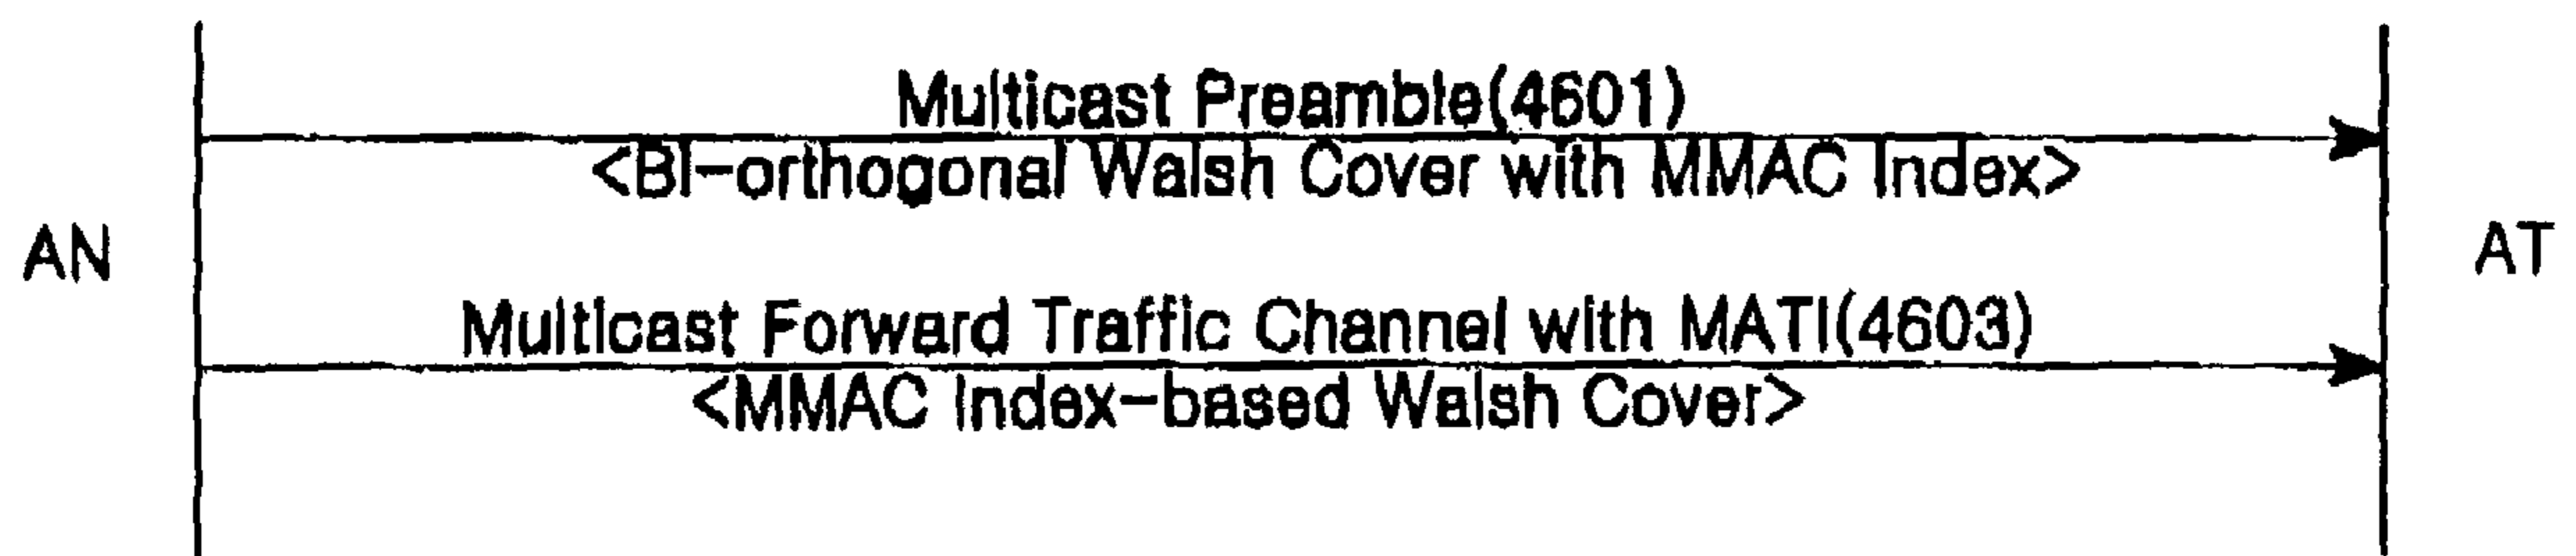 Multicast Preamble(4601)
<Bi-orthogonal Walsh Cover with MMAC Index>
AN
AT
Multicast Forward Traffic Channel with MATI(4603)
<MMAC Index-based Walsh Cover>